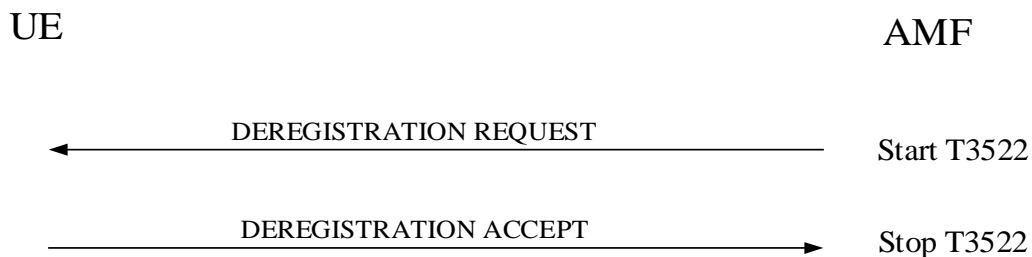 UE
AMF
DEREGISTRATION REQUEST
Start T3522
DEREGISTRATION ACCEPT
Stop T3522